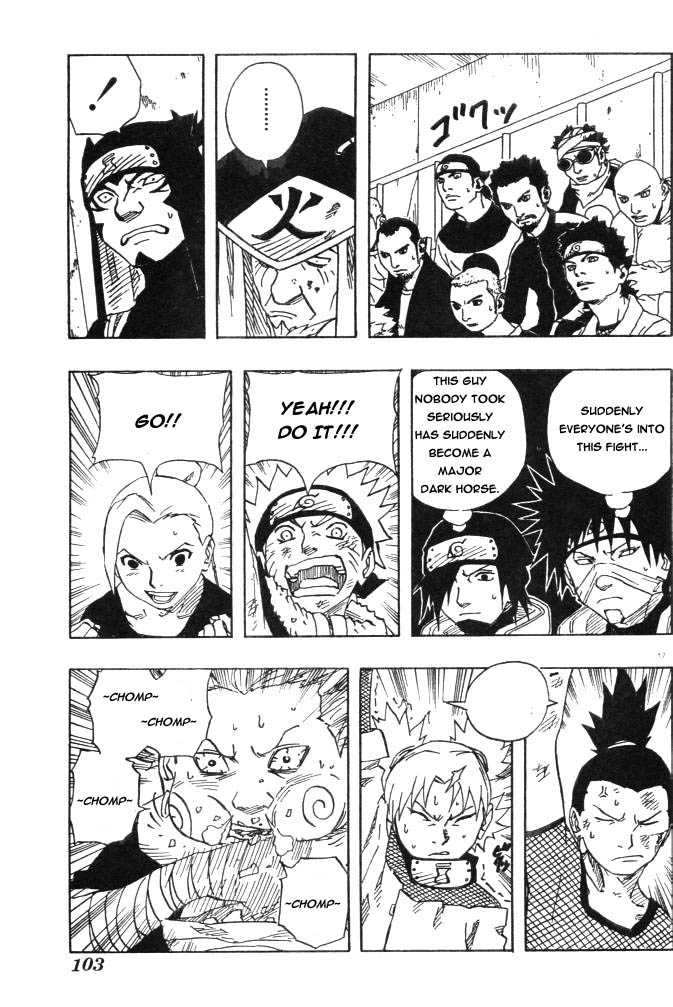 ゴクッ
.........
火
!
SUDDENLY
EVERYONE'S INTO
THIS FIGHT...
THIS GUY
NOBODY TOOK
SERIOUSLY
HAS SUDDENLY
BECOME A
MAJOR
DARK HORSE.
YEAH!!!
DO IT!!!
GO!!
~CHOMP~
~CHOMP~
~CHOMP~
~CHOMP~
103